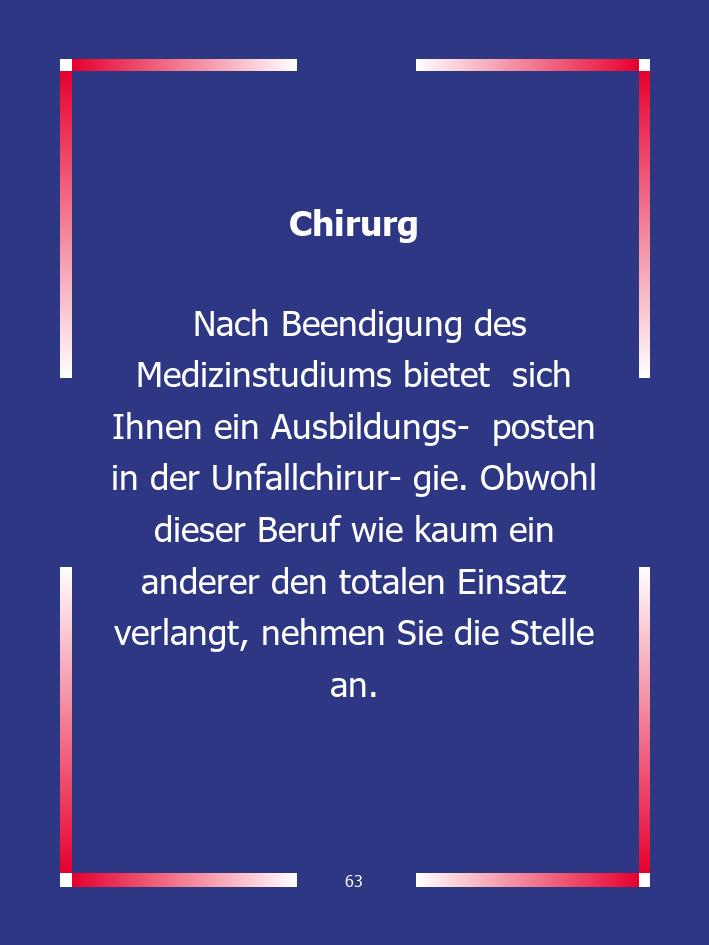 Chirurg
Nach Beendigung des
Medizinstudiums bietet  sich
Ihnen ein Ausbildungs-  posten
in der Unfallchirur- gie. Obwohl
dieser Beruf wie kaum ein
anderer den totalen Einsatz
verlangt, nehmen Sie die Stelle
an.
63